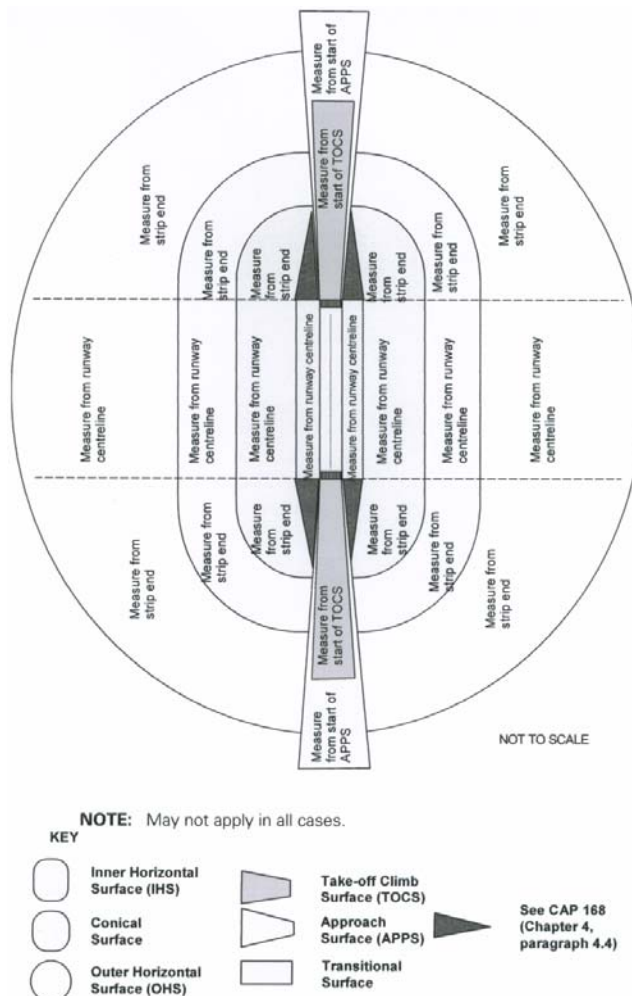 Measure
from start of
APPS
Measure from
start of TOCS
Measure from
strip end
Measure from
strip end
Measure
from
strip end
Measure
from
strip end
Measure from
strip end
Measure from
strip end
Measure from runway
centreline
Measure from runway
centreline
Measure from runway
centreline
Measure from runway centreline
Measure from runway centreline
Measure from runway
centreline
Measure from runway
centreline
Measure from runway
centreline
Measure from
strip end
Measure from
strip end
Measure
from
strip end
Measure
from
strip end
Measure from
strip end
Measure from
strip end
Measure from
start of TOCS
Measure
from start of
APPS
NOT TO SCALE
NOTE: May not apply in all cases.
KEY
Inner Horizontal
Surface (IHS)
Take-off Climb
Surface (TOCS)
See CAP 168
(Chapter 4,
paragraph 4.4)
Conical
Surface
Approach
Surface (APPS)
Outer Horizontal
Surface (OHS)
Transitional
Surface